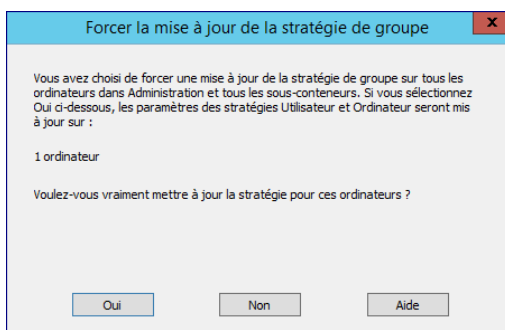 Forcer la mise à jour de la stratégie de groupe
x
Vous avez choisi de forcer une mise à jour de la stratégie de groupe sur tous les
ordinateurs dans Administration et tous les sous-conteneurs. Si vous sélectionnez
Oui ci-dessous, les paramètres des stratégies Utilisateur et Ordinateur seront mis
à jour sur :
1 ordinateur
Voulez-vous vraiment mettre à jour la stratégie pour ces ordinateurs ?
Oui Non Aide